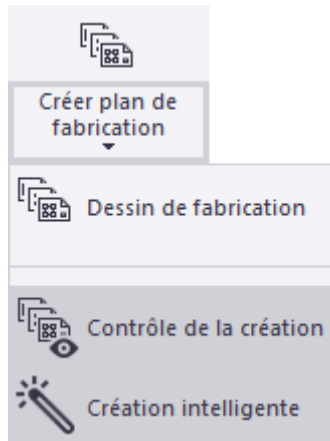 Créer plan de
fabrication
Dessin de fabrication
Contrôle de la création
Création intelligente